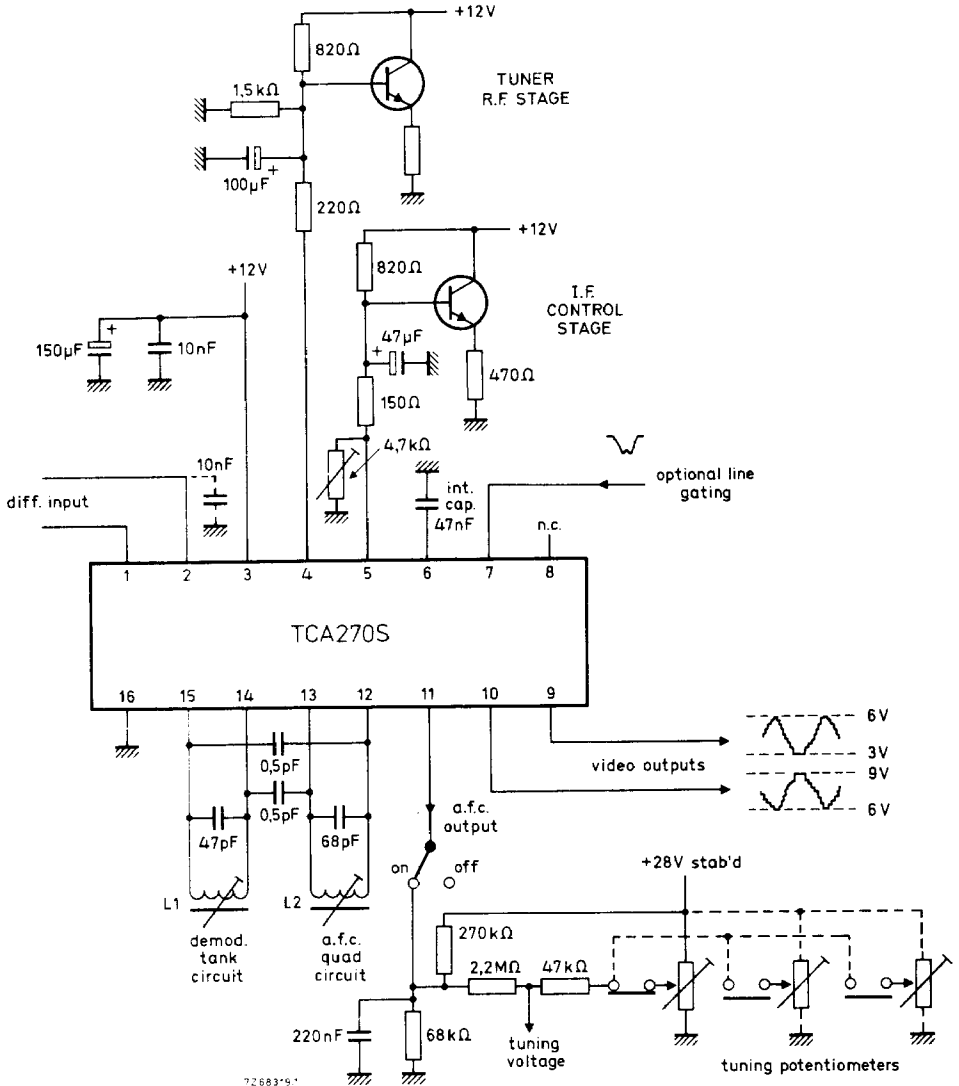 +12V
820Ω
TUNER
R.F. STAGE
1,5kΩ
+
100µF
220Ω
+12V
820Ω
+12V
I.F.
CONTROL
STAGE
47µF
+
+
150µF
10nF
470Ω
150Ω
4,7kΩ
10nF
int.
cap.
47nF
optional line
gating
diff. input
n.c.
1 2 3 4 5 6 7 8
TCA270S
16 15 14 13 12 11 10 9
6V
3V
video outputs
9V
6V
0,5pF
0,5pF
47pF
68pF
a.f.c.
output
on
off
+28V stab'd
L1
L2
demod.
tank
circuit
a.f.c.
quad
circuit
270kΩ
2,2MΩ
47kΩ
220nF
68kΩ
tuning
voltage
tuning potentiometers